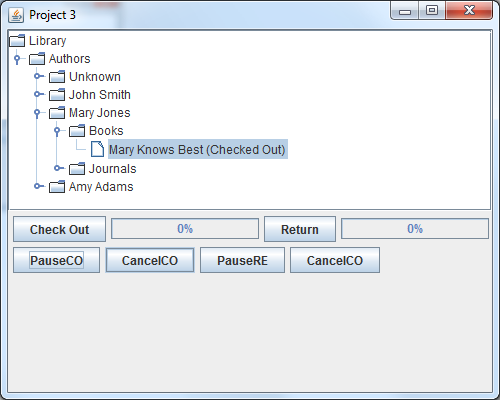 Project 3
Library
Authors
Unknown
John Smith
Mary Jones
Books
Mary Knows Best (Checked Out)
Journals
Amy Adams
Check Out 0% Return 0%
PauseCO CancelCO PauseRE CancelCO